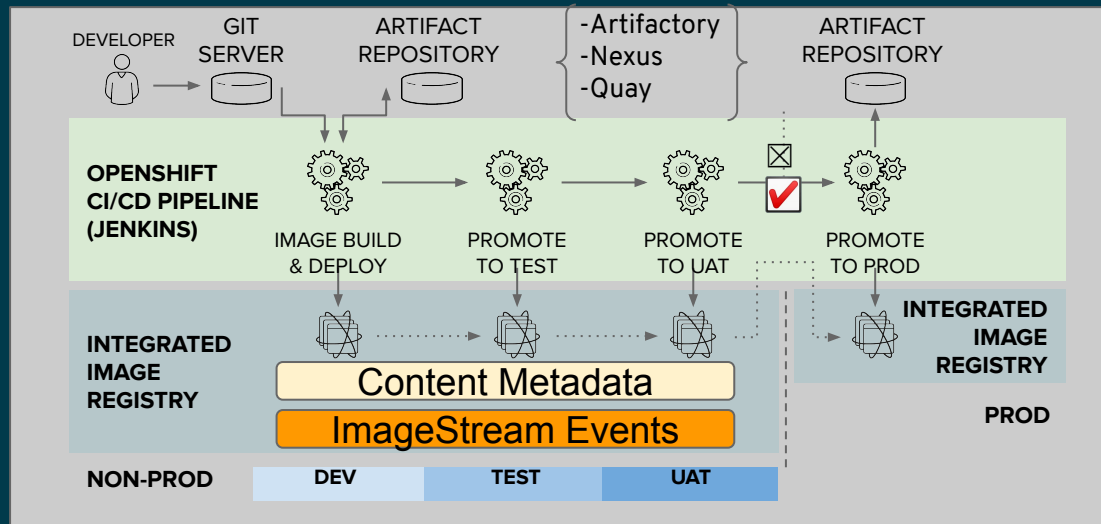 DEVELOPER
GIT
SERVER
ARTIFACT
REPOSITORY
-Artifactory
-Nexus
-Quay
ARTIFACT
REPOSITORY
OPENSHIFT
CI/CD PIPELINE
(JENKINS)
IMAGE BUILD
& DEPLOY
PROMOTE
TO TEST
PROMOTE
TO UAT
PROMOTE
TO PROD
INTEGRATED
IMAGE
REGISTRY
INTEGRATED
IMAGE
REGISTRY
Content Metadata
ImageStream Events
PROD
NON-PROD
DEV
TEST
UAT